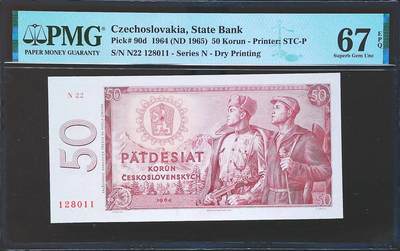 PMG
PAPER MONEY GUARANTY
Czechoslovakia, State Bank
Pick# 90d 1964 (ND 1965) 50 Korun - Printer: STC-P
S/N N22 128011 - Series N - Dry Printing
67
EPQ
Superb Gem Unc
50
N 22
50
PÄTDESIAT
KORÚN
ČESKOSLOVENSKÝCH
1964
128011
50
50